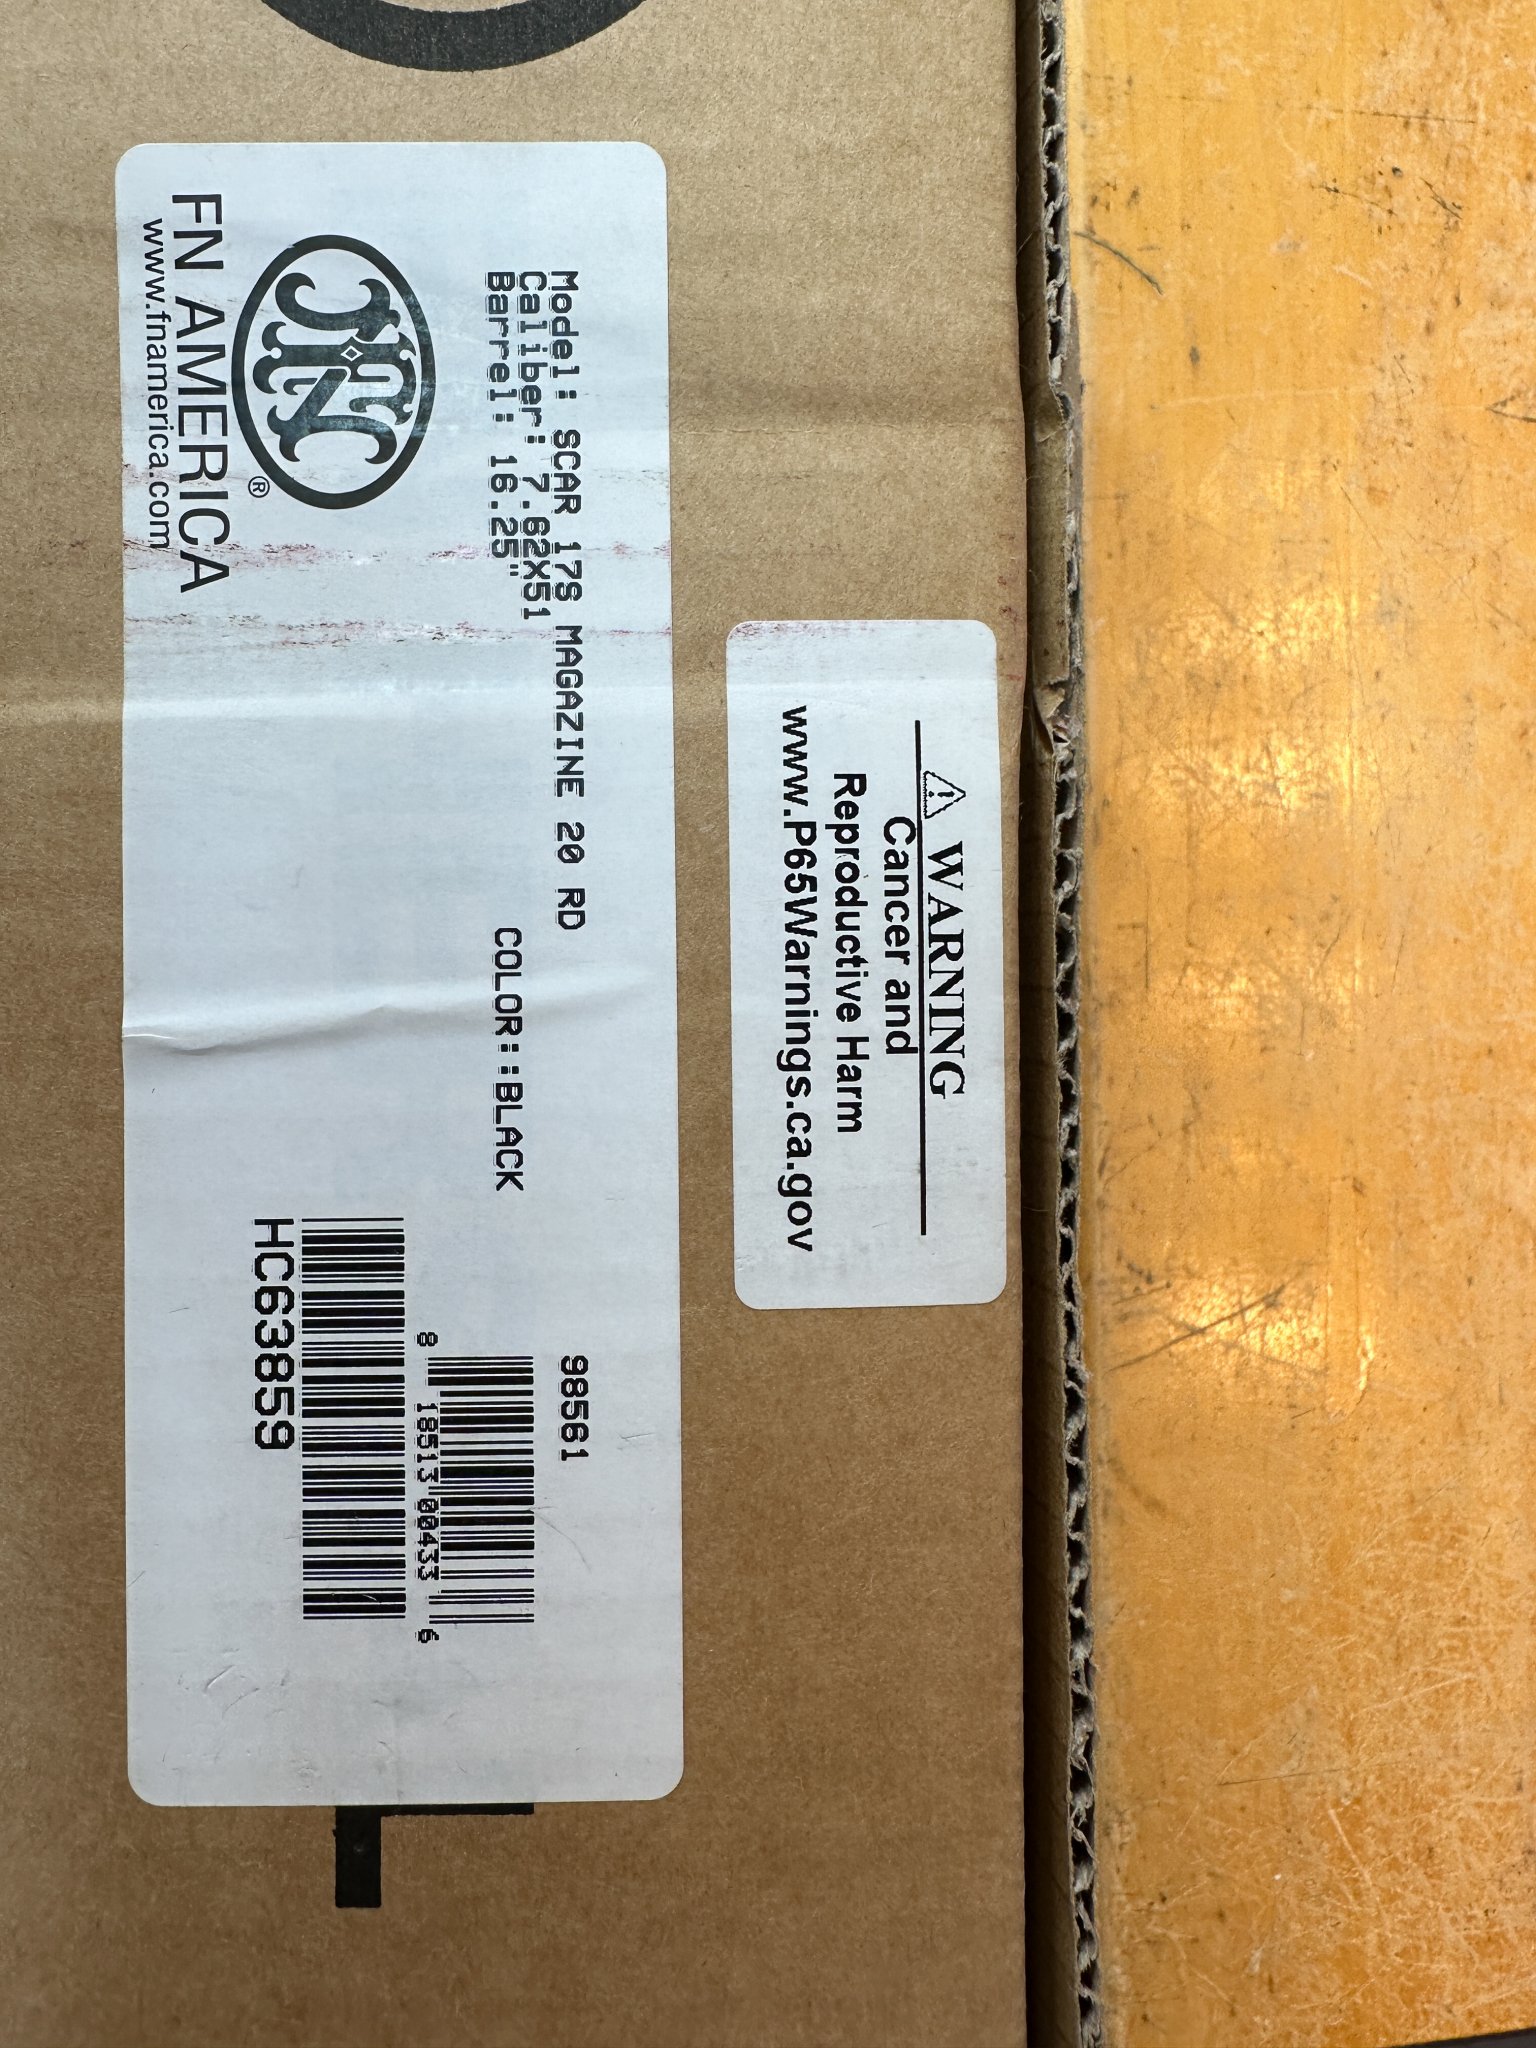 Model: SCAR 17S MAGAZINE 20 RD
Caliber: 7.62X51
Barrel: 16.25"
COLOR::BLACK
98561
8 18513 00433 6
HC63859
FN
®
FN AMERICA
www.fnamerica.com
⚠ WARNING
Cancer and
Reproductive Harm
www.P65Warnings.ca.gov